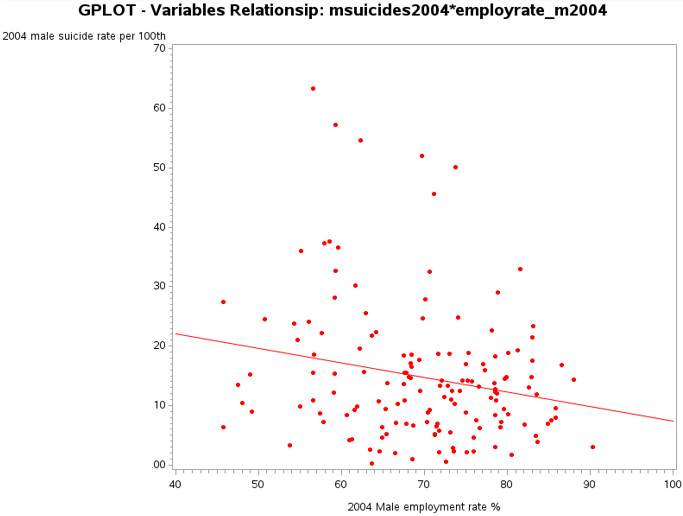 GPLOT - Variables Relationsip: msuicides2004*employrate_m2004
2004 male suicide rate per 100th
70
60
50
40
30
20
10
.00
40 50 60 70 80 90 100
2004 Male employment rate %